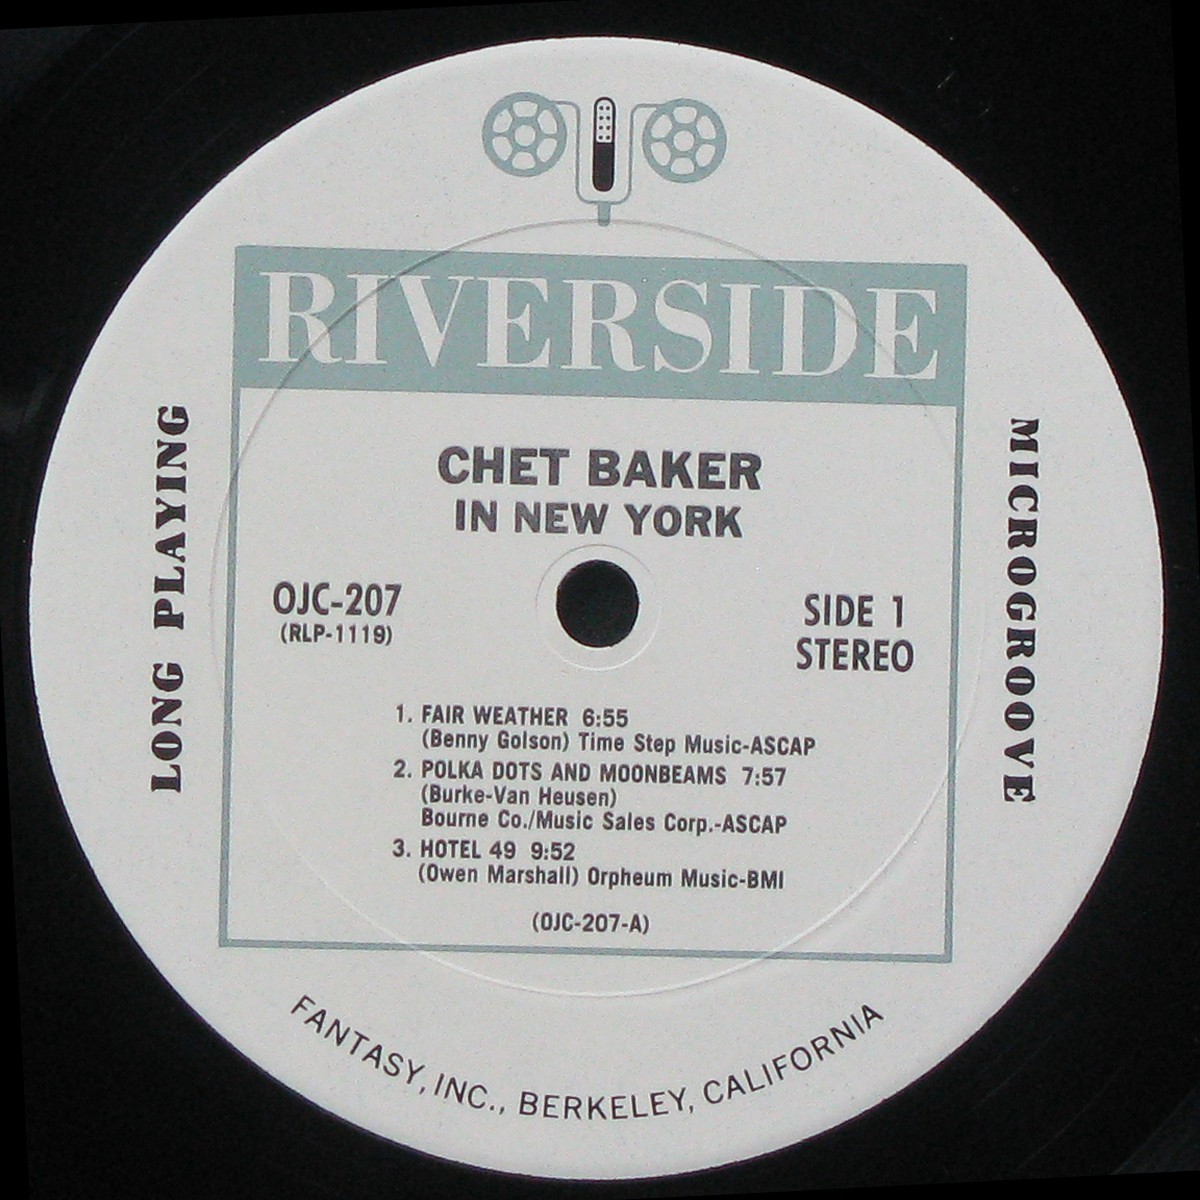 RIVERSIDE
LONG PLAYING
MICROGROOVE
CHET BAKER
IN NEW YORK
OJC-207
(RLP-1119)
SIDE 1
STEREO
1. FAIR WEATHER 6:55
(Benny Golson) Time Step Music-ASCAP
2. POLKA DOTS AND MOONBEAMS 7:57
(Burke-Van Heusen)
Bourne Co./Music Sales Corp.-ASCAP
3. HOTEL 49 9:52
(Owen Marshall) Orpheum Music-BMI
(OJC-207-A)
FANTASY, INC., BERKELEY, CALIFORNIA